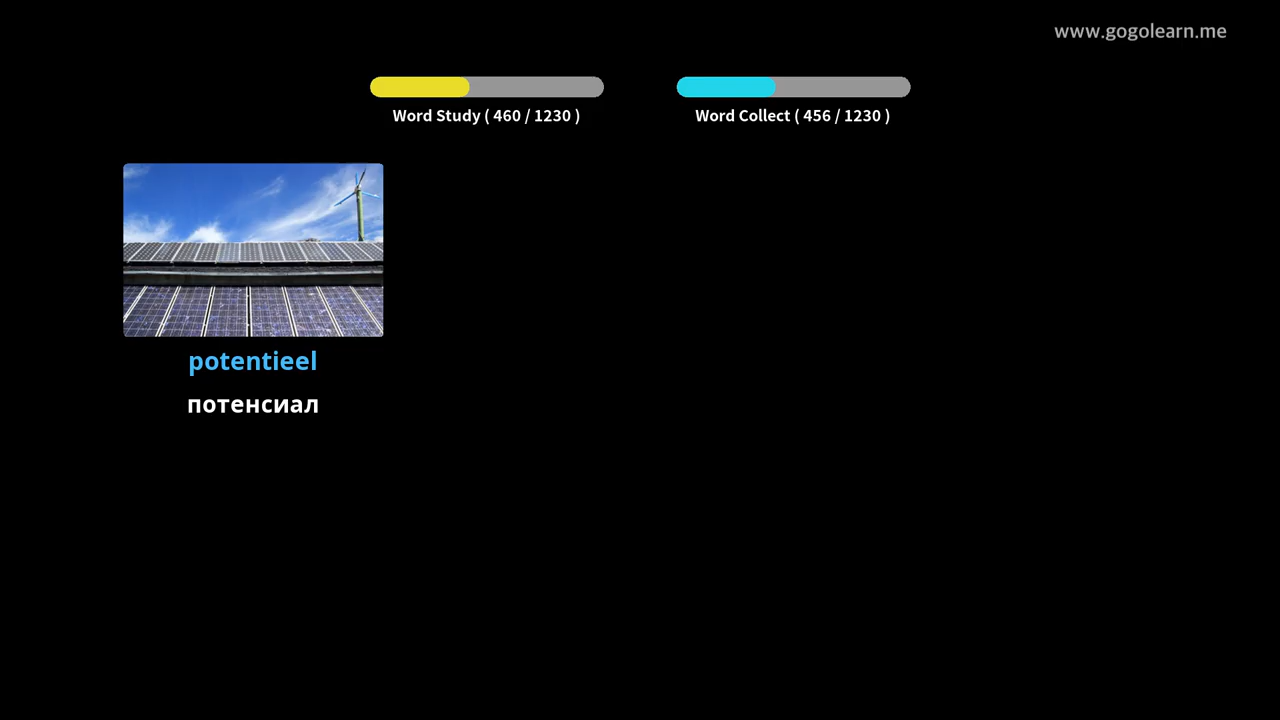 www.gogolearn.me
Word Study ( 460 / 1230 )
Word Collect ( 456 / 1230 )
potentieel
потенсиал